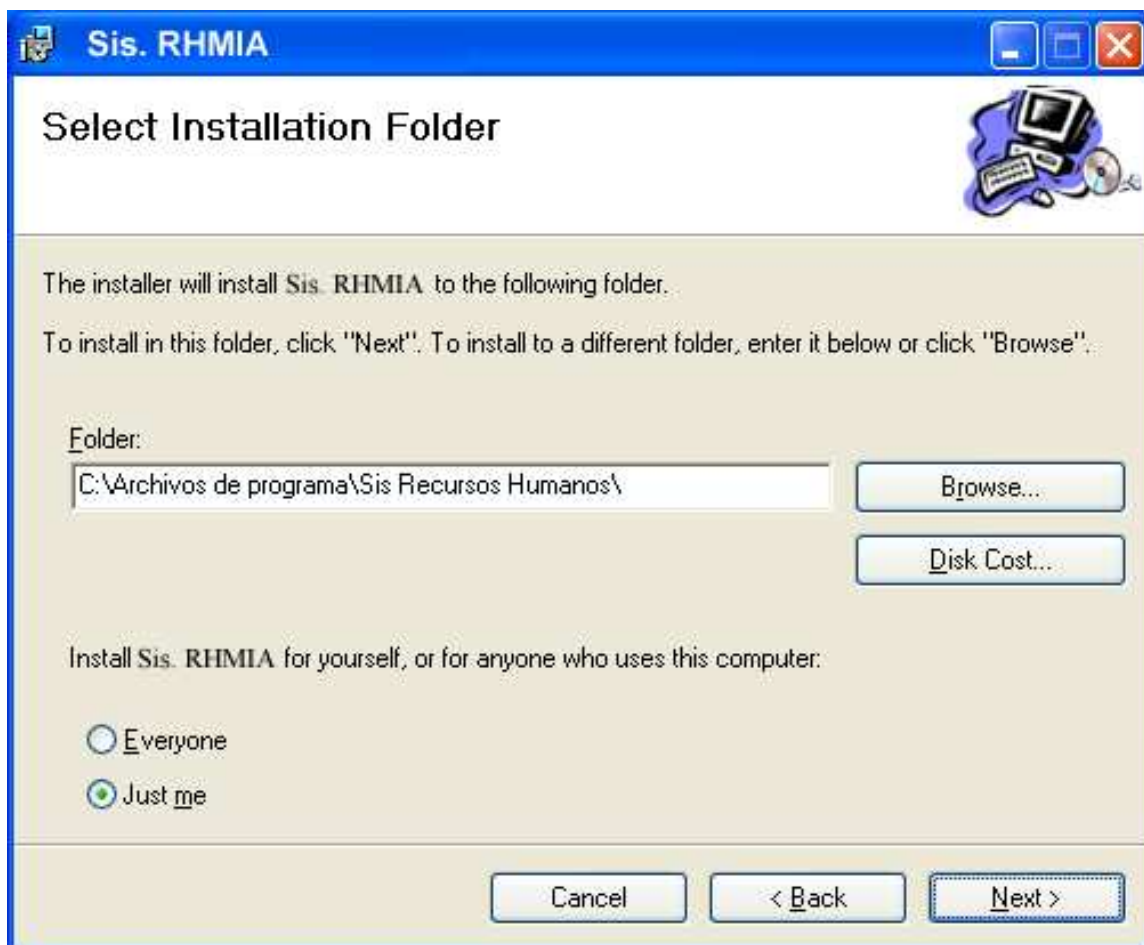 Sis. RHMIA
Select Installation Folder
The installer will install Sis. RHMIA to the following folder.
To install in this folder, click "Next". To install to a different folder, enter it below or click "Browse".
Folder:
C:\Archivos de programa\Sis Recursos Humanos\
Browse...
Disk Cost...
Install Sis. RHMIA for yourself, or for anyone who uses this computer:
Everyone
Just me
Cancel
< Back
Next >